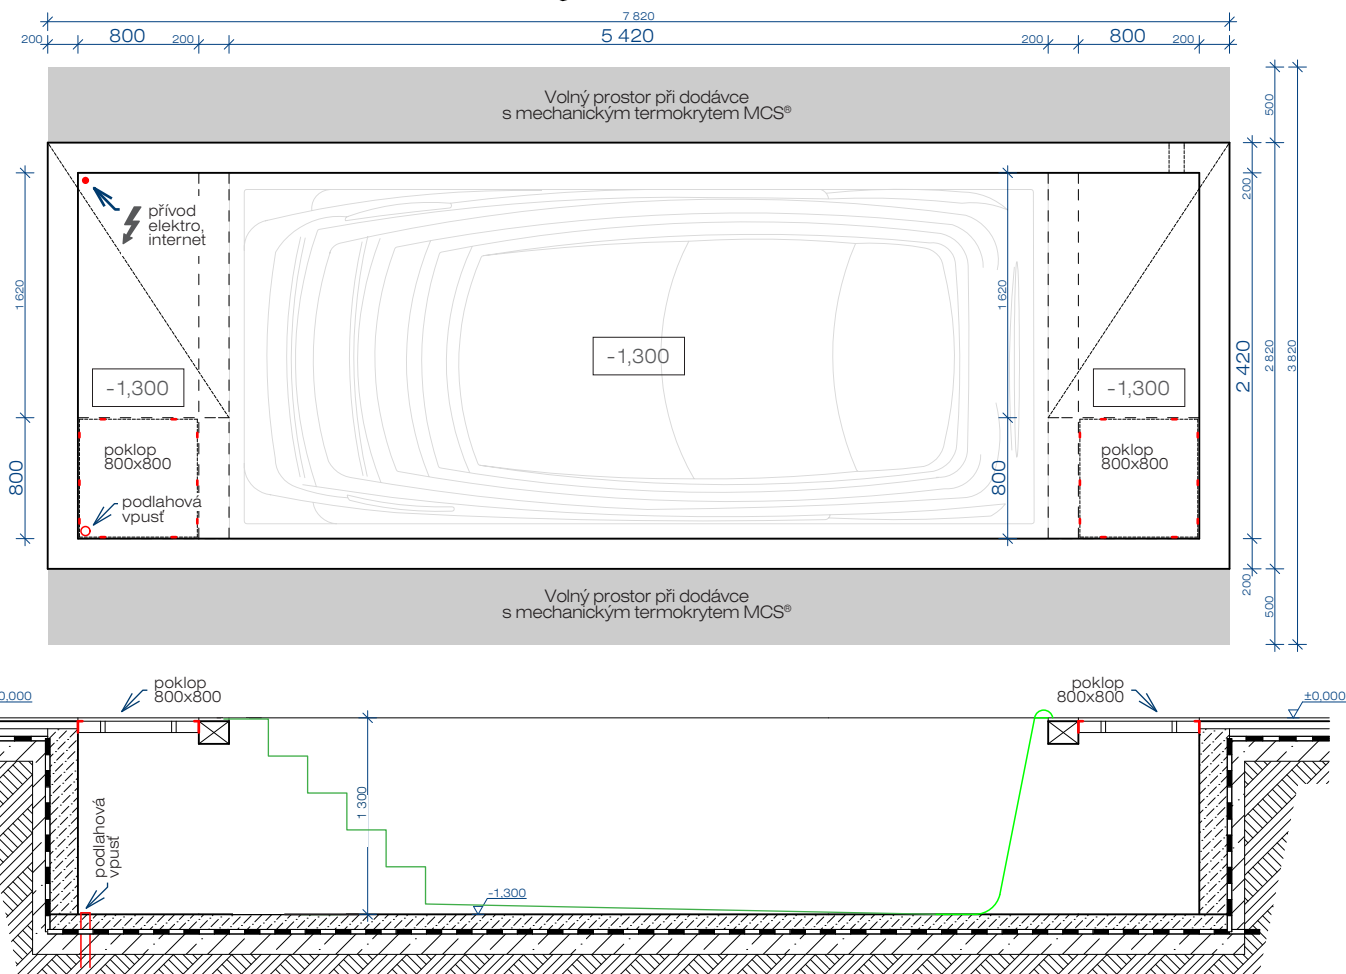 7 820
200
800
200
5 420
200
800
200
Volný prostor při dodávce
s mechanickým termokrytem MCS®
500
200
přívod
elektro,
internet
1 620
1 620
2 420
2 820
3 820
-1,300
-1,300
-1,300
poklop
800x800
poklop
800x800
800
800
podlahová
vpusť
200
500
Volný prostor při dodávce
s mechanickým termokrytem MCS®
poklop
800x800
poklop
800x800
0,000
±0,000
1 300
podlahová
vpusť
-1,300